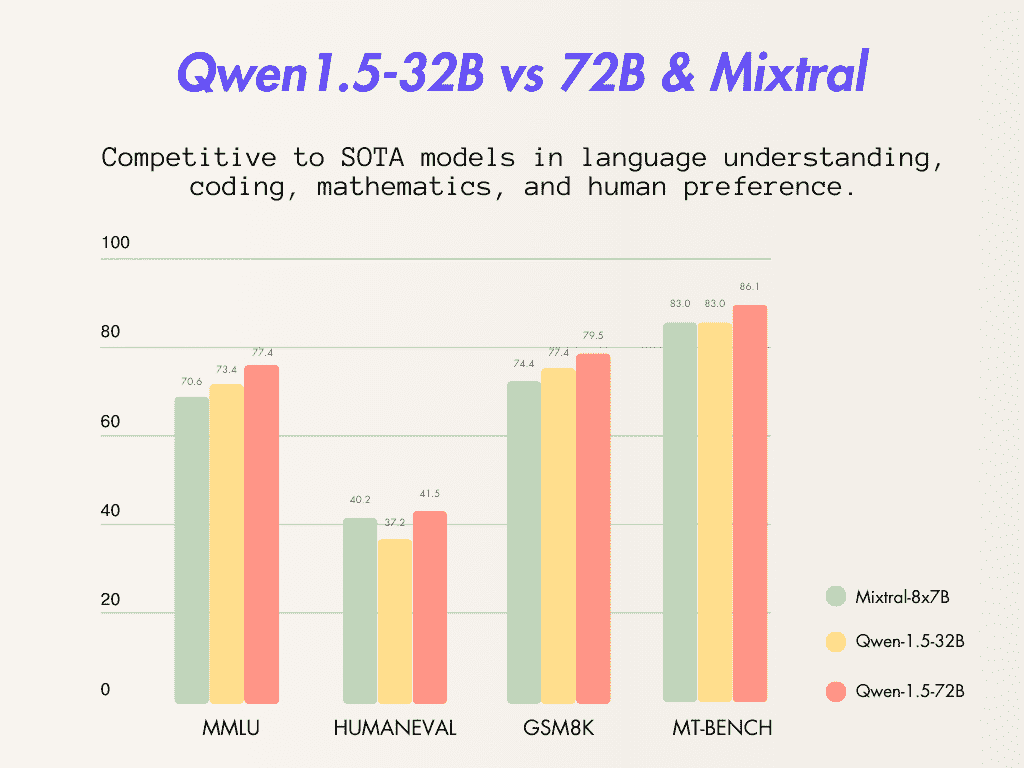 Qwen1.5-32B vs 72B & Mixtral
Competitive to SOTA models in language understanding,
coding, mathematics, and human preference.
100
80
60
40
20
0
70.6
73.4
77.4
40.2
37.2
41.5
74.4
77.4
79.5
83.0
83.0
86.1
MMLU
HUMANEVAL
GSM8K
MT-BENCH
Mixtral-8x7B
Qwen-1.5-32B
Qwen-1.5-72B